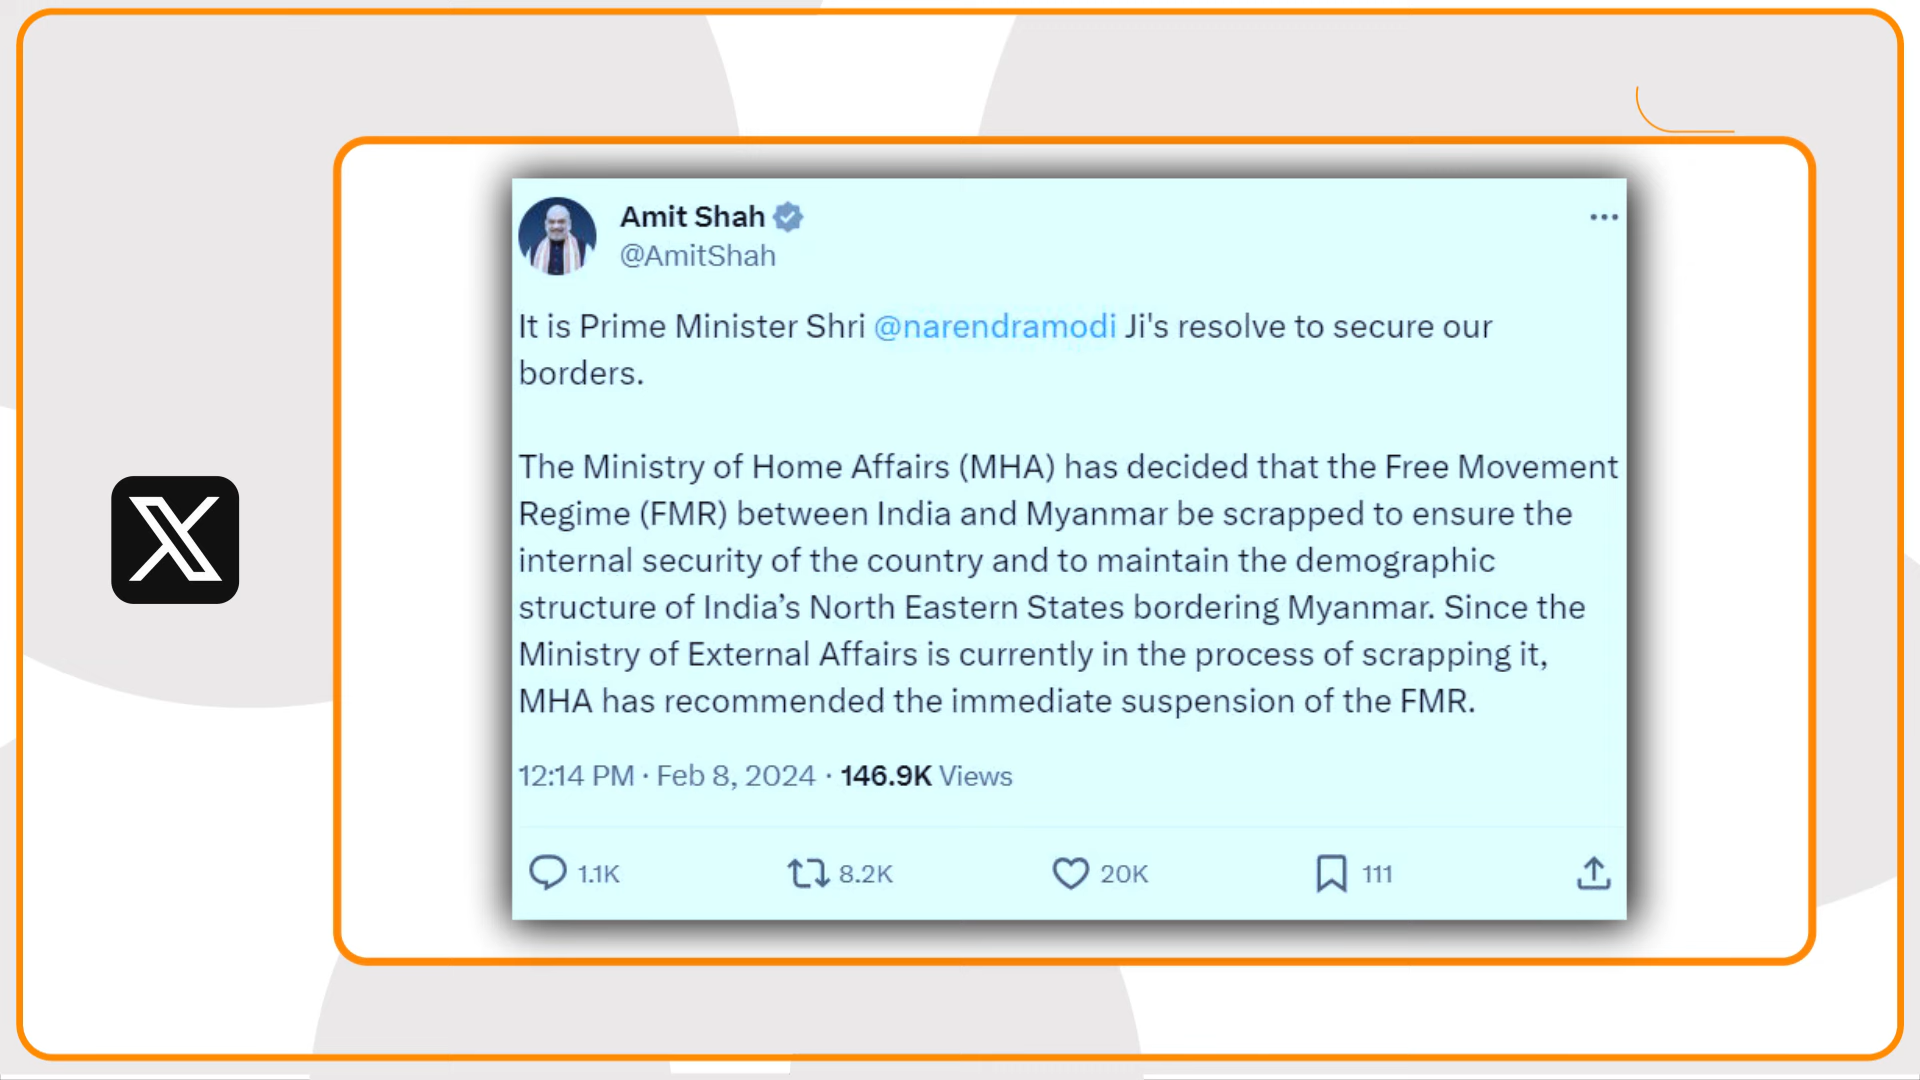 Amit Shah
@AmitShah
It is Prime Minister Shri @narendramodi Ji's resolve to secure our
borders.
The Ministry of Home Affairs (MHA) has decided that the Free Movement
Regime (FMR) between India and Myanmar be scrapped to ensure the
internal security of the country and to maintain the demographic
structure of India’s North Eastern States bordering Myanmar. Since the
Ministry of External Affairs is currently in the process of scrapping it,
MHA has recommended the immediate suspension of the FMR.
12:14 PM · Feb 8, 2024 · 146.9K Views
1.1K 8.2K 20K 111